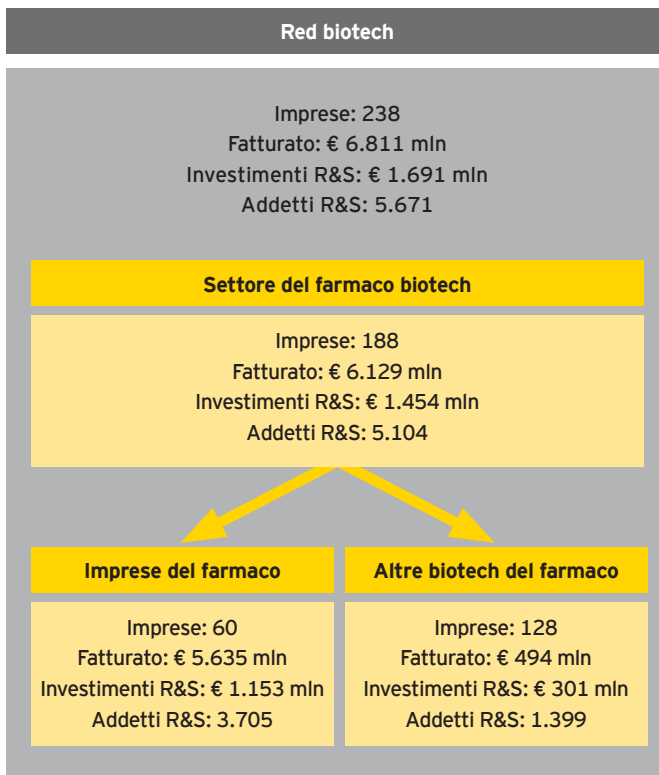 Red biotech
Imprese: 238
Fatturato: € 6.811 mln
Investimenti R&S: € 1.691 mln
Addetti R&S: 5.671
Settore del farmaco biotech
Imprese: 188
Fatturato: € 6.129 mln
Investimenti R&S: € 1.454 mln
Addetti R&S: 5.104
Imprese del farmaco
Imprese: 60
Fatturato: € 5.635 mln
Investimenti R&S: € 1.153 mln
Addetti R&S: 3.705
Altre biotech del farmaco
Imprese: 128
Fatturato: € 494 mln
Investimenti R&S: € 301 mln
Addetti R&S: 1.399